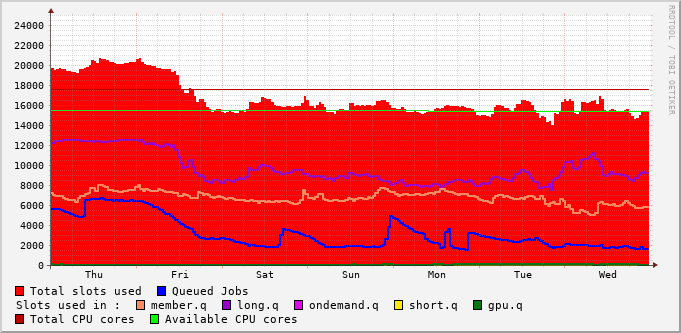 24000
22000
20000
18000
16000
14000
12000
10000
8000
6000
4000
2000
0
Thu Fri Sat Sun Mon Tue Wed
Total slots used Queued Jobs
Slots used in : member.q long.q ondemand.q short.q gpu.q
Total CPU cores Available CPU cores
RRDTOOL / TOBI OETIKER